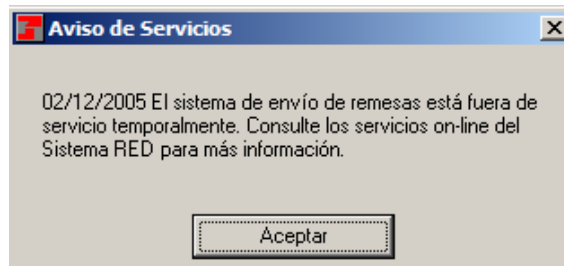 Aviso de Servicios
02/12/2005 El sistema de envío de remesas está fuera de
servicio temporalmente. Consulte los servicios on-line del
Sistema RED para más información.
Aceptar